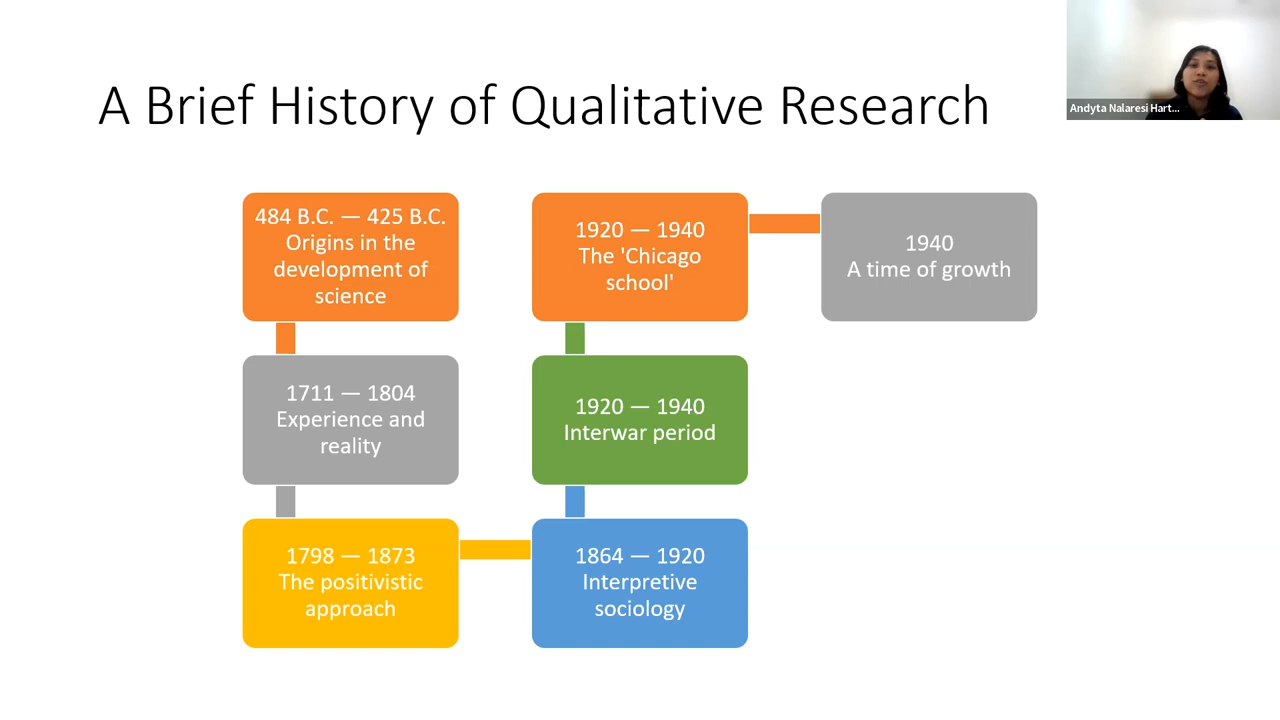 A Brief History of Qualitative Research
Andyta Nalaresi Hart...
484 B.C. — 425 B.C.
Origins in the
development of
science
1711 — 1804
Experience and
reality
1798 — 1873
The positivistic
approach
1864 — 1920
Interpretive
sociology
1920 — 1940
Interwar period
1920 — 1940
The 'Chicago
school'
1940
A time of growth